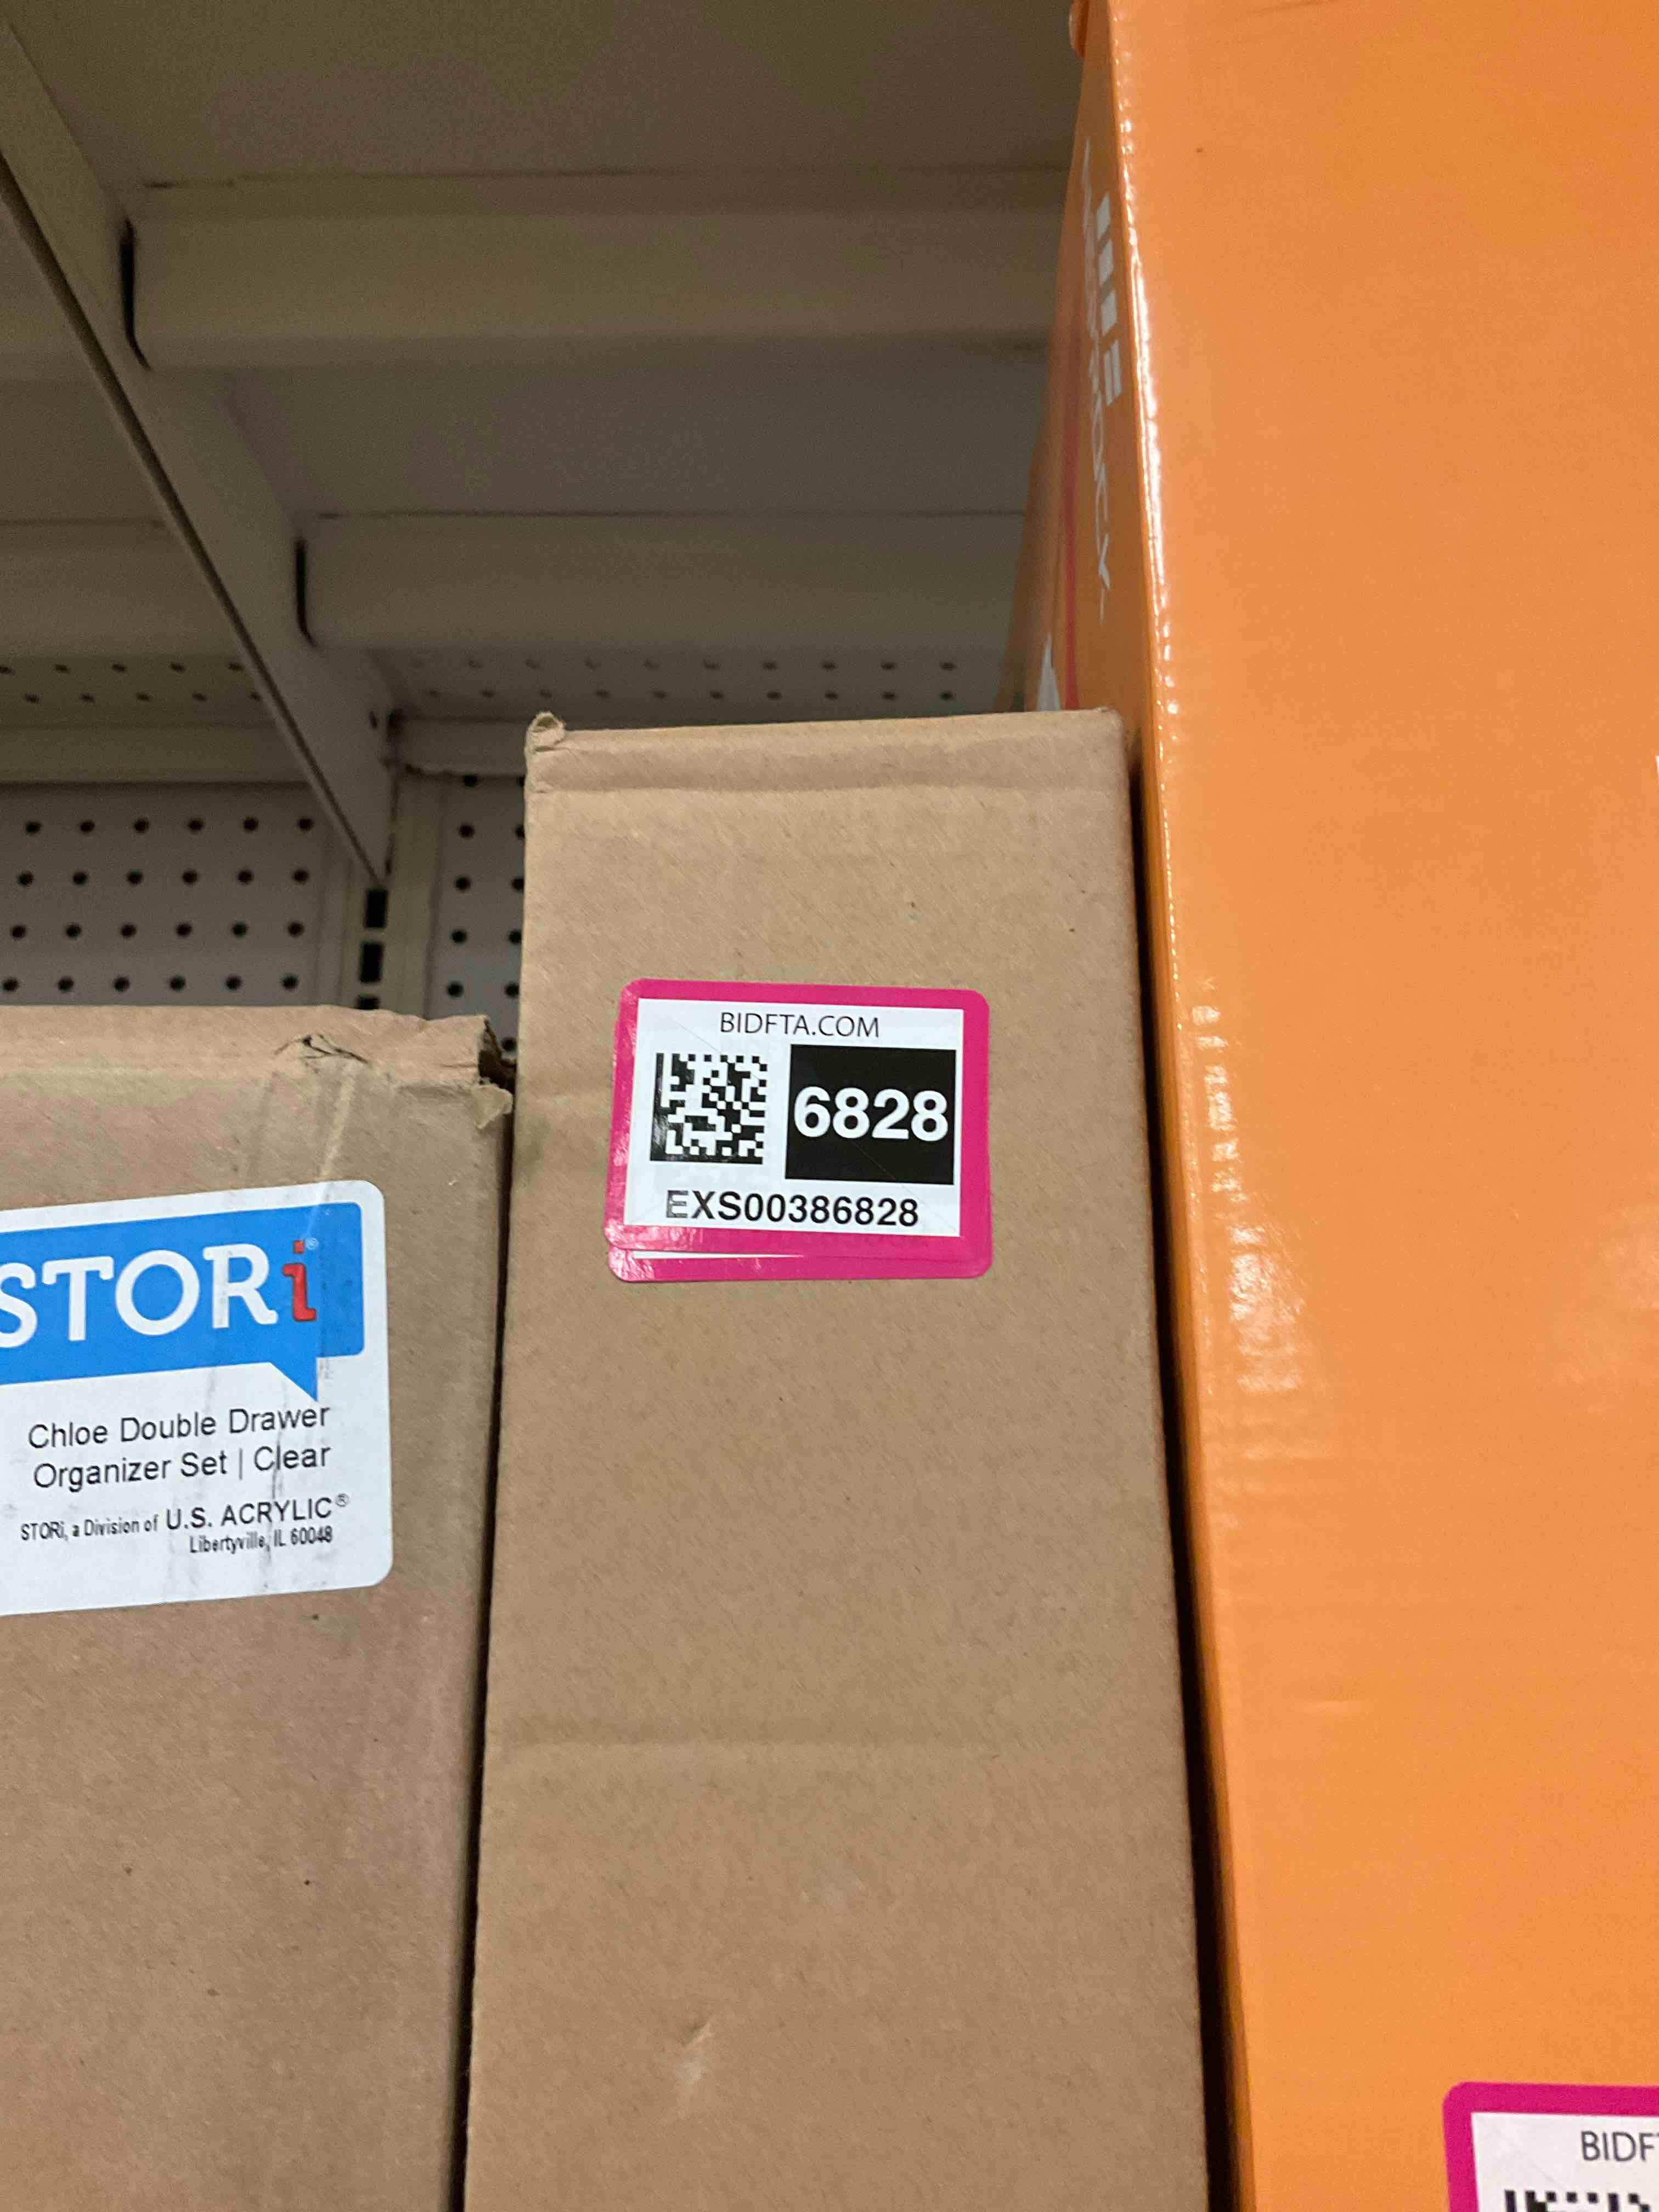 BIDFTA.COM
6828
EXS00386828
STORi®
Chloe Double Drawer
Organizer Set | Clear
STORi, a Division of U.S. ACRYLIC®
Libertyville, IL 60048
BIDF